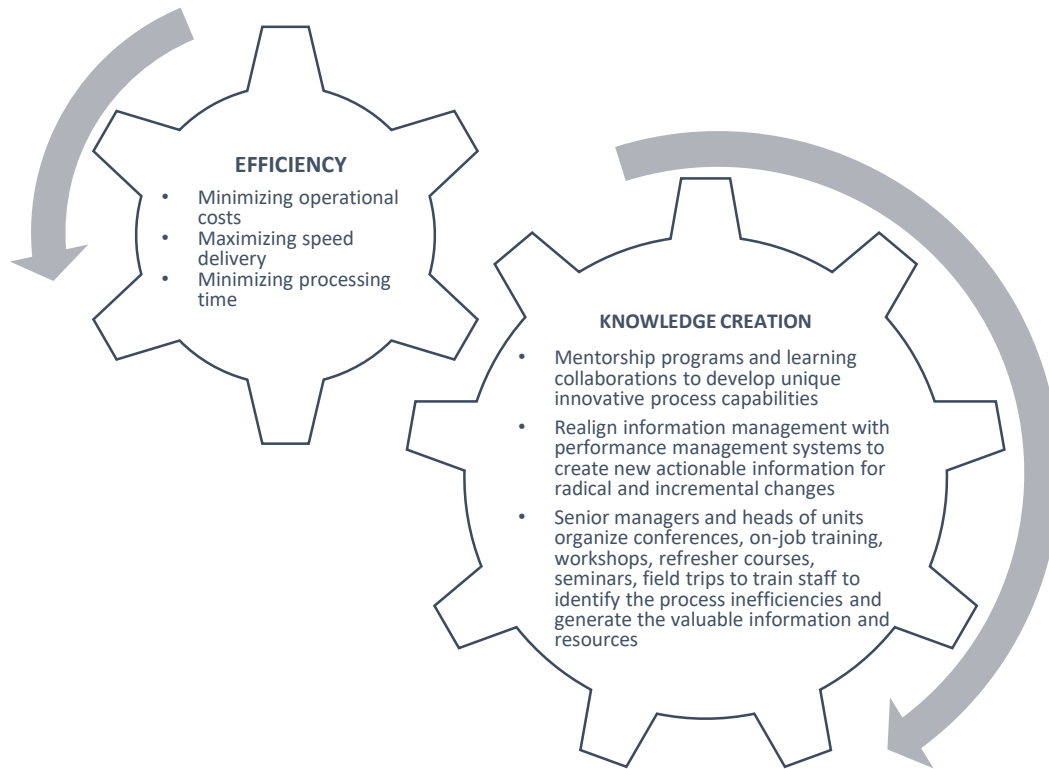 EFFICIENCY
• Minimizing operational
costs
• Maximizing speed
delivery
• Minimizing processing
time
KNOWLEDGE CREATION
• Mentorship programs and learning
collaborations to develop unique
innovative process capabilities
• Realign information management with
performance management systems to
create new actionable information for
radical and incremental changes
• Senior managers and heads of units
organize conferences, on-job training,
workshops, refresher courses,
seminars, field trips to train staff to
identify the process inefficiencies and
generate the valuable information and
resources